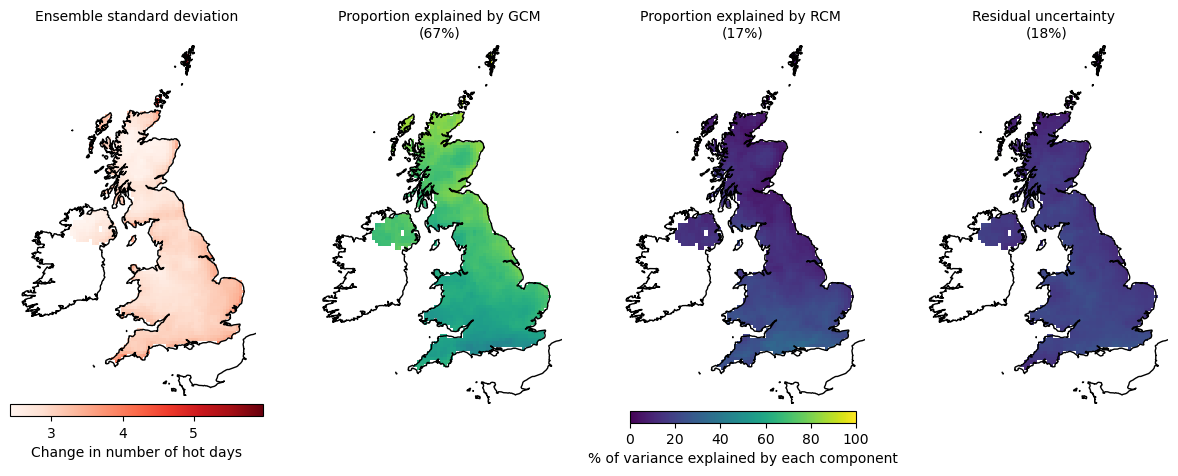 Ensemble standard deviation
Proportion explained by GCM
(67%)
Proportion explained by RCM
(17%)
Residual uncertainty
(18%)
3 4 5
Change in number of hot days
0 20 40 60 80 100
% of variance explained by each component